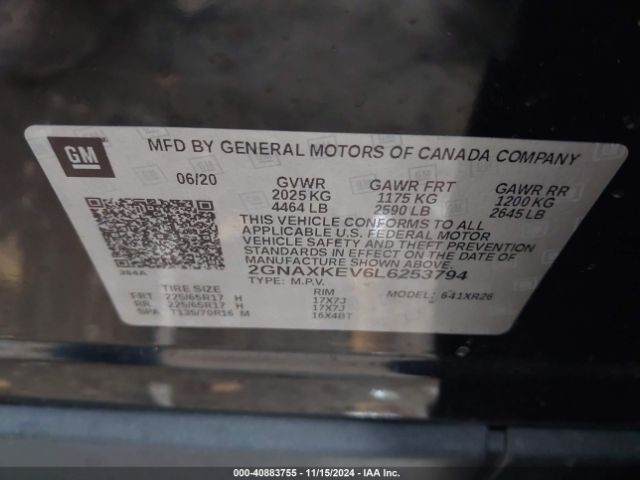 GM
MFD BY GENERAL MOTORS OF CANADA COMPANY
06/20 GVWR GAWR FRT GAWR RR
2025 KG 1175 KG 1200 KG
4464 LB 2590 LB 2645 LB
THIS VEHICLE CONFORMS TO ALL
APPLICABLE U.S. FEDERAL MOTOR
VEHICLE SAFETY AND THEFT PREVENTION
STANDARDS IN EFFECT ON THE DATE OF
MANUFACTURE SHOWN ABOVE.
2GNAXKEV6L6253794
TYPE: M.P.V. MODEL: 641XR26
TIRE SIZE RIM
FRT 225/65R17 H 17X7J
RR 225/65R17 H 17X7J
SPA T135/70R16 M 16X4BT
000-40883755 - 11/15/2024 - IAA Inc.